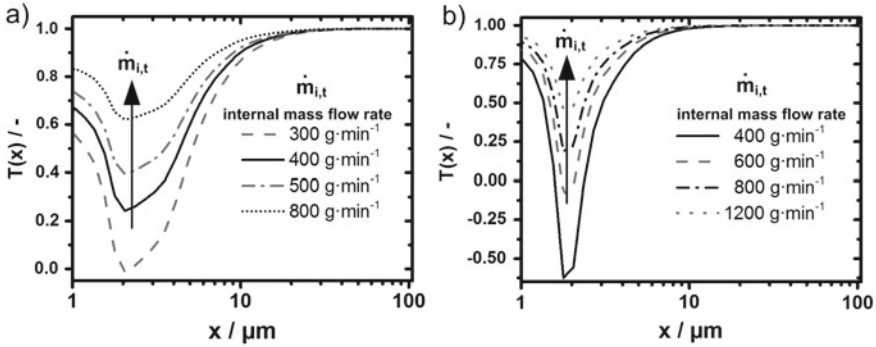 a)
1.0
0.8
0.6
0.4
0.2
0.0
T(x) / -
ṁi,t
ṁi,t
internal mass flow rate
300 g·min⁻¹
400 g·min⁻¹
500 g·min⁻¹
800 g·min⁻¹
1
10
100
x / µm
b)
1.00
0.75
0.50
0.25
0.00
-0.25
-0.50
T(x) / -
ṁi,t
ṁi,t
internal mass flow rate
400 g·min⁻¹
600 g·min⁻¹
800 g·min⁻¹
1200 g·min⁻¹
1
10
100
x / µm